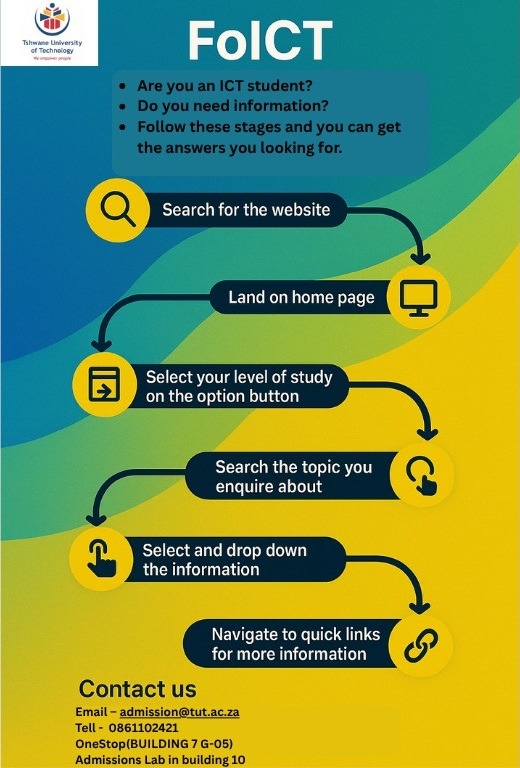 Tshwane University
of Technology
We empower people
FoICT
• Are you an ICT student?
• Do you need information?
• Follow these stages and you can get
the answers you looking for.
Search for the website
Land on home page
Select your level of study
on the option button
Search the topic you
enquire about
Select and drop down
the information
Navigate to quick links
for more information
Contact us
Email – admission@tut.ac.za
Tell - 0861102421
OneStop(BUILDING 7 G-05)
Admissions Lab in building 10